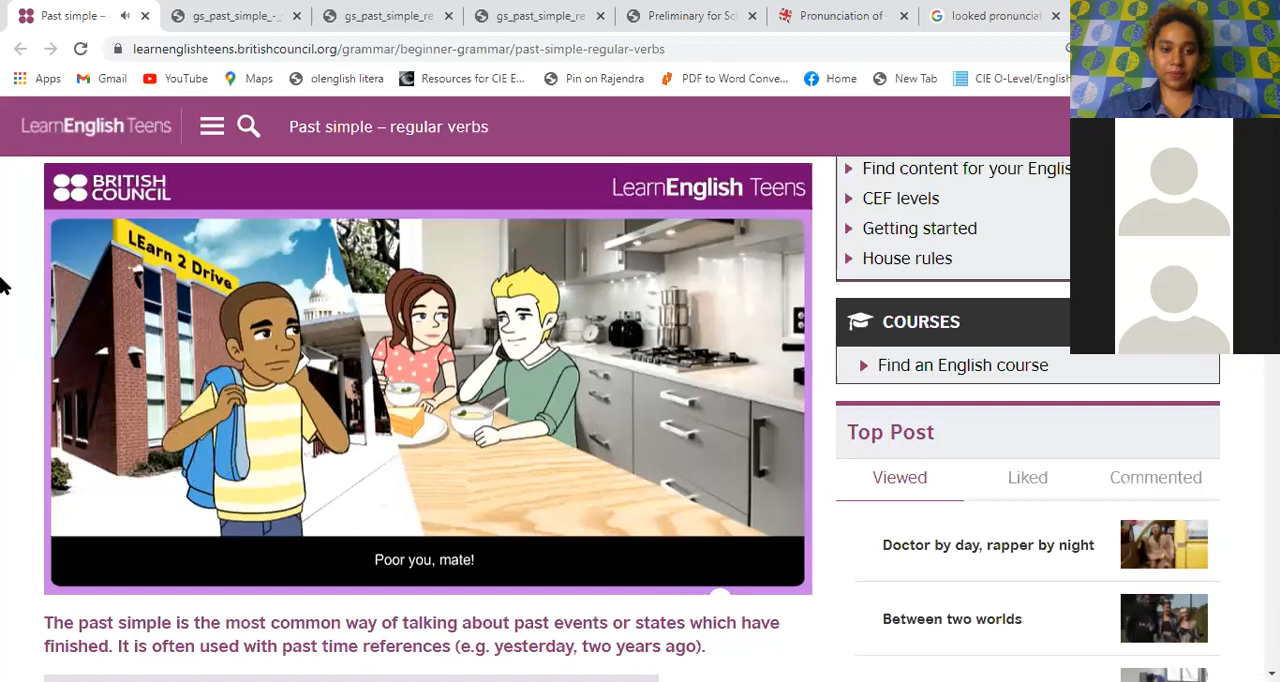 Past simple –
gs_past_simple_-_
gs_past_simple_re
gs_past_simple_re
Preliminary for Sc
Pronunciation of
looked pronunciat
learnenglishteens.britishcouncil.org/grammar/beginner-grammar/past-simple-regular-verbs
Apps
Gmail
YouTube
Maps
olenglish litera
Resources for CIE E...
Pin on Rajendra
PDF to Word Conve...
Home
New Tab
CIE O-Level/English
LearnEnglish Teens
Past simple – regular verbs
BRITISH
COUNCIL
LearnEnglish Teens
LEarn 2 Drive
Poor you, mate!
The past simple is the most common way of talking about past events or states which have
finished. It is often used with past time references (e.g. yesterday, two years ago).
Find content for your Englis
CEF levels
Getting started
House rules
COURSES
Find an English course
Top Post
Viewed
Liked
Commented
Doctor by day, rapper by night
Between two worlds